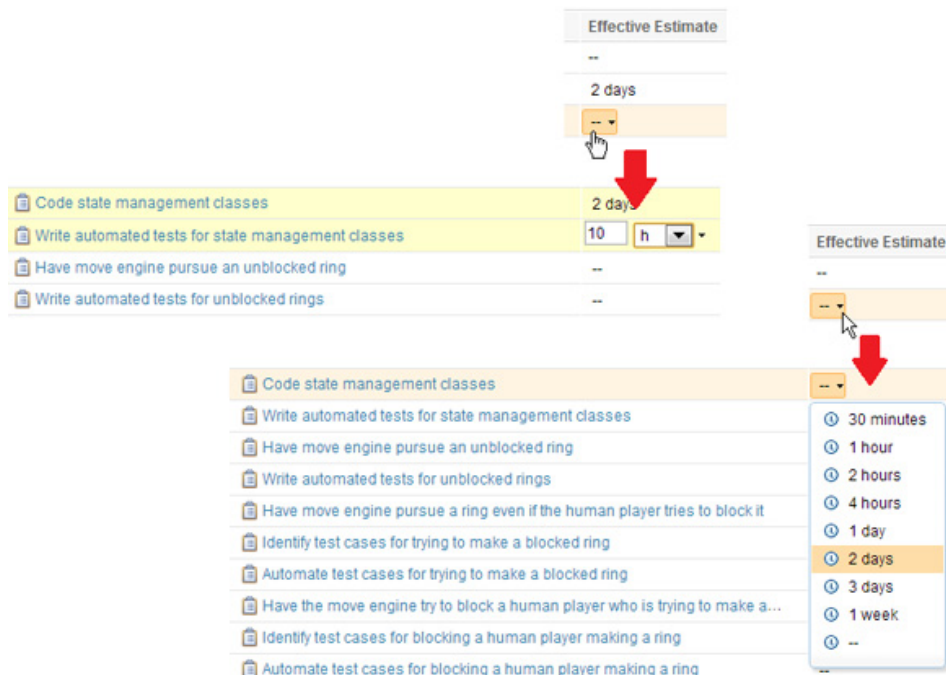 Effective Estimate
--
2 days
--
Code state management classes 2 days
Write automated tests for state management classes 10 h
Have move engine pursue an unblocked ring --
Write automated tests for unblocked rings --
Effective Estimate
--
--
Code state management classes --
Write automated tests for state management classes
Have move engine pursue an unblocked ring
Write automated tests for unblocked rings
Have move engine pursue a ring even if the human player tries to block it
Identify test cases for trying to make a blocked ring
Automate test cases for trying to make a blocked ring
Have the move engine try to block a human player who is trying to make a...
Identify test cases for blocking a human player making a ring
Automate test cases for blocking a human player making a ring --
30 minutes
1 hour
2 hours
4 hours
1 day
2 days
3 days
1 week
--